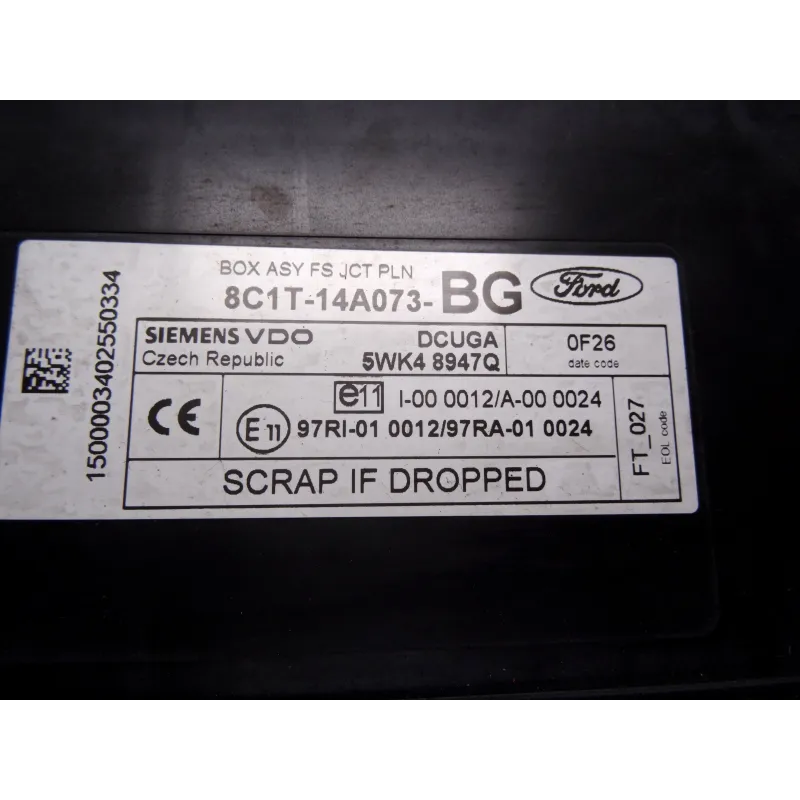 BOX ASY FS JCT PLN
8C1T-14A073-BG
Ford
SIEMENS VDO
Czech Republic
DCUGA
5WK4 8947Q
0F26
date code
CE
e11 I-00 0012/A-00 0024
E11 97RI-01 0012/97RA-01 0024
SCRAP IF DROPPED
FT_027
EOL code
1500003402550334